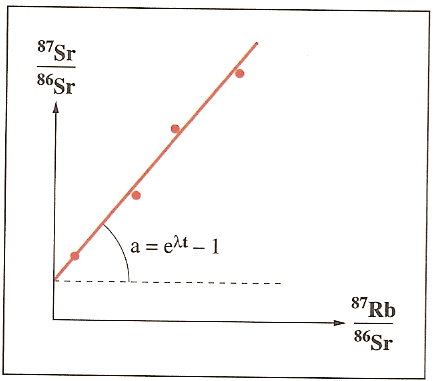 ⁸⁷Sr
⁸⁶Sr
a = e^λt – 1
⁸⁷Rb
⁸⁶Sr